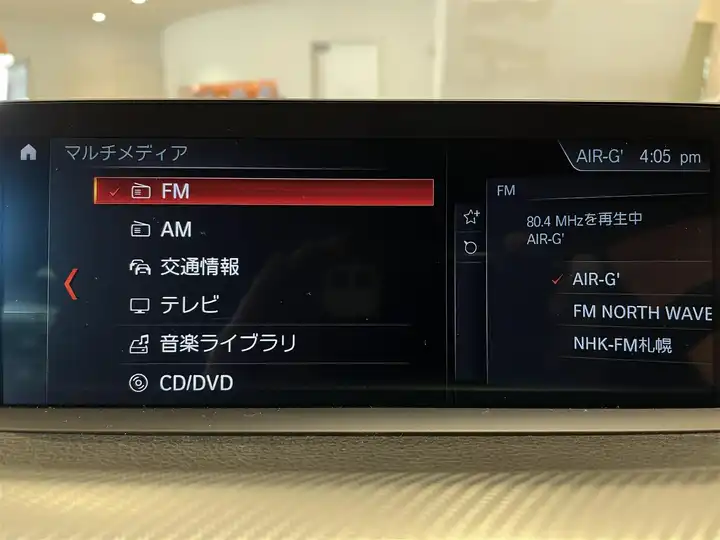 マルチメディア
AIR-G' 4:05 pm
FM
AM
交通情報
テレビ
音楽ライブラリ
CD/DVD
FM
80.4 MHzを再生中
AIR-G'
AIR-G'
FM NORTH WAVE
NHK-FM札幌